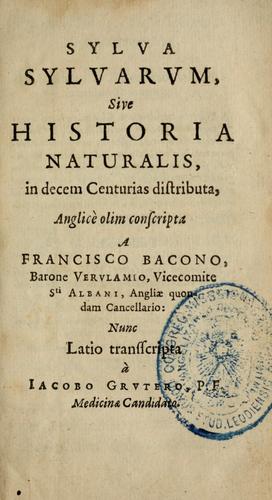 SYLVA
SYLVARVM,
Sive
HISTORIA
NATURALIS,
in decem Centurias distributa,
Anglicè olim conscripta
A
FRANCISCO BACONO,
Barone VERVLAMIO, Vicecomite
Sti ALBANI, Angliæ quon-
dam Cancellario:
Nunc
Latio transscripta
à
IACOBO GRVTERO, P.F.
Medicinæ Candidato.